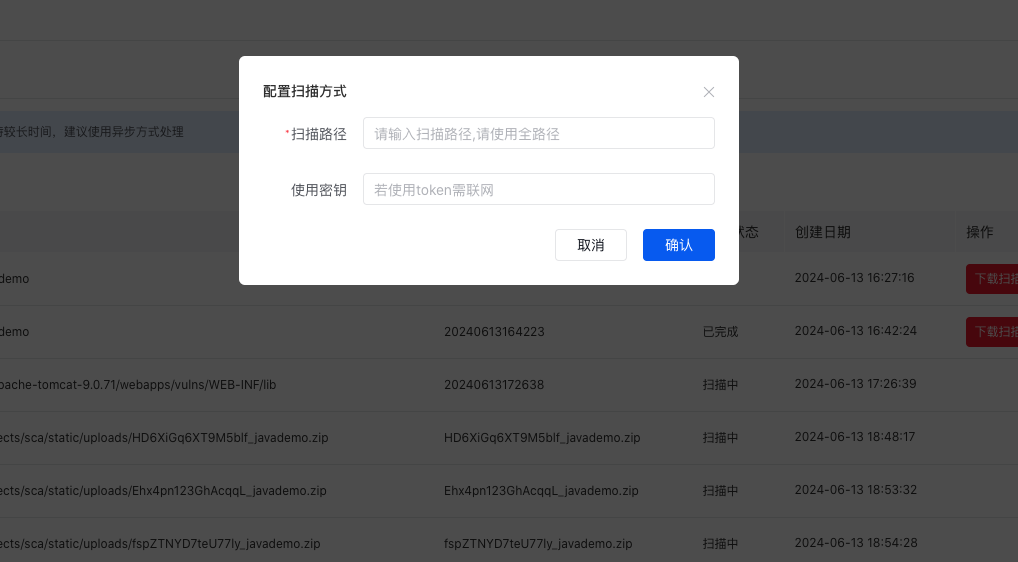 配置扫描方式
*扫描路径 请输入扫描路径,请使用全路径
较长时间，建议使用异步方式处理
使用密钥 若使用token需联网
取消 确认
状态 创建日期 操作
demo 2024-06-13 16:27:16 下载扫描
demo 20240613164223 已完成 2024-06-13 16:42:24 下载扫描
pache-tomcat-9.0.71/webapps/vulns/WEB-INF/lib 20240613172638 扫描中 2024-06-13 17:26:39
ects/sca/static/uploads/HD6XiGq6XT9M5blf_javademo.zip HD6XiGq6XT9M5blf_javademo.zip 扫描中 2024-06-13 18:48:17
ects/sca/static/uploads/Ehx4pn123GhAcqqL_javademo.zip Ehx4pn123GhAcqqL_javademo.zip 扫描中 2024-06-13 18:53:32
ects/sca/static/uploads/fspZTNYD7teU77ly_javademo.zip fspZTNYD7teU77ly_javademo.zip 扫描中 2024-06-13 18:54:28